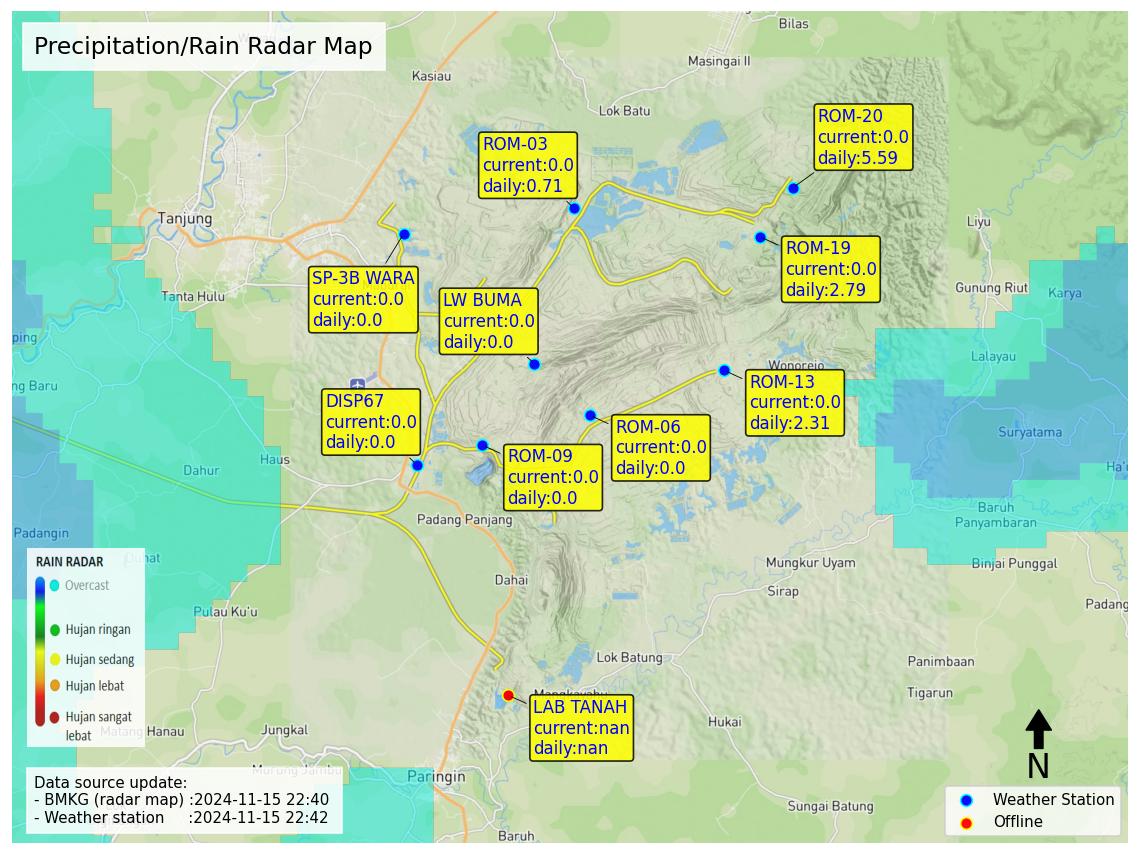 Precipitation/Rain Radar Map
Bilas
Masingai II
Kasiau
Lok Batu
ROM-20
current:0.0
daily:5.59
ROM-03
current:0.0
daily:0.71
Tanjung
Liyu
ROM-19
current:0.0
daily:2.79
SP-3B WARA
current:0.0
daily:0.0
LW BUMA
current:0.0
daily:0.0
Tanta Hulu
Gunung Riut
Karya
ping
Lalayau
ng Baru
Wonorejo
ROM-13
current:0.0
daily:2.31
DISP67
current:0.0
daily:0.0
ROM-06
current:0.0
daily:0.0
Suryatama
ROM-09
current:0.0
daily:0.0
Haus
Dahur
Ha'u
Padang Panjang
Baruh
Panyambaran
Padangin
Mungkur Uyam
Binjai Punggal
Dahai
Sirap
Padang
Pulau Ku'u
RAIN RADAR
Overcast
Hujan ringan
Hujan sedang
Hujan lebat
Hujan sangat
lebat
Lok Batung
Panimbaan
Tigarun
LAB TANAH
current:nan
daily:nan
Hukai
Matang Hanau
Jungkal
Murung Jambu
Paringin
Data source update:
- BMKG (radar map) :2024-11-15 22:40
- Weather station :2024-11-15 22:42
N
Weather Station
Offline
Sungai Batung
Baruh